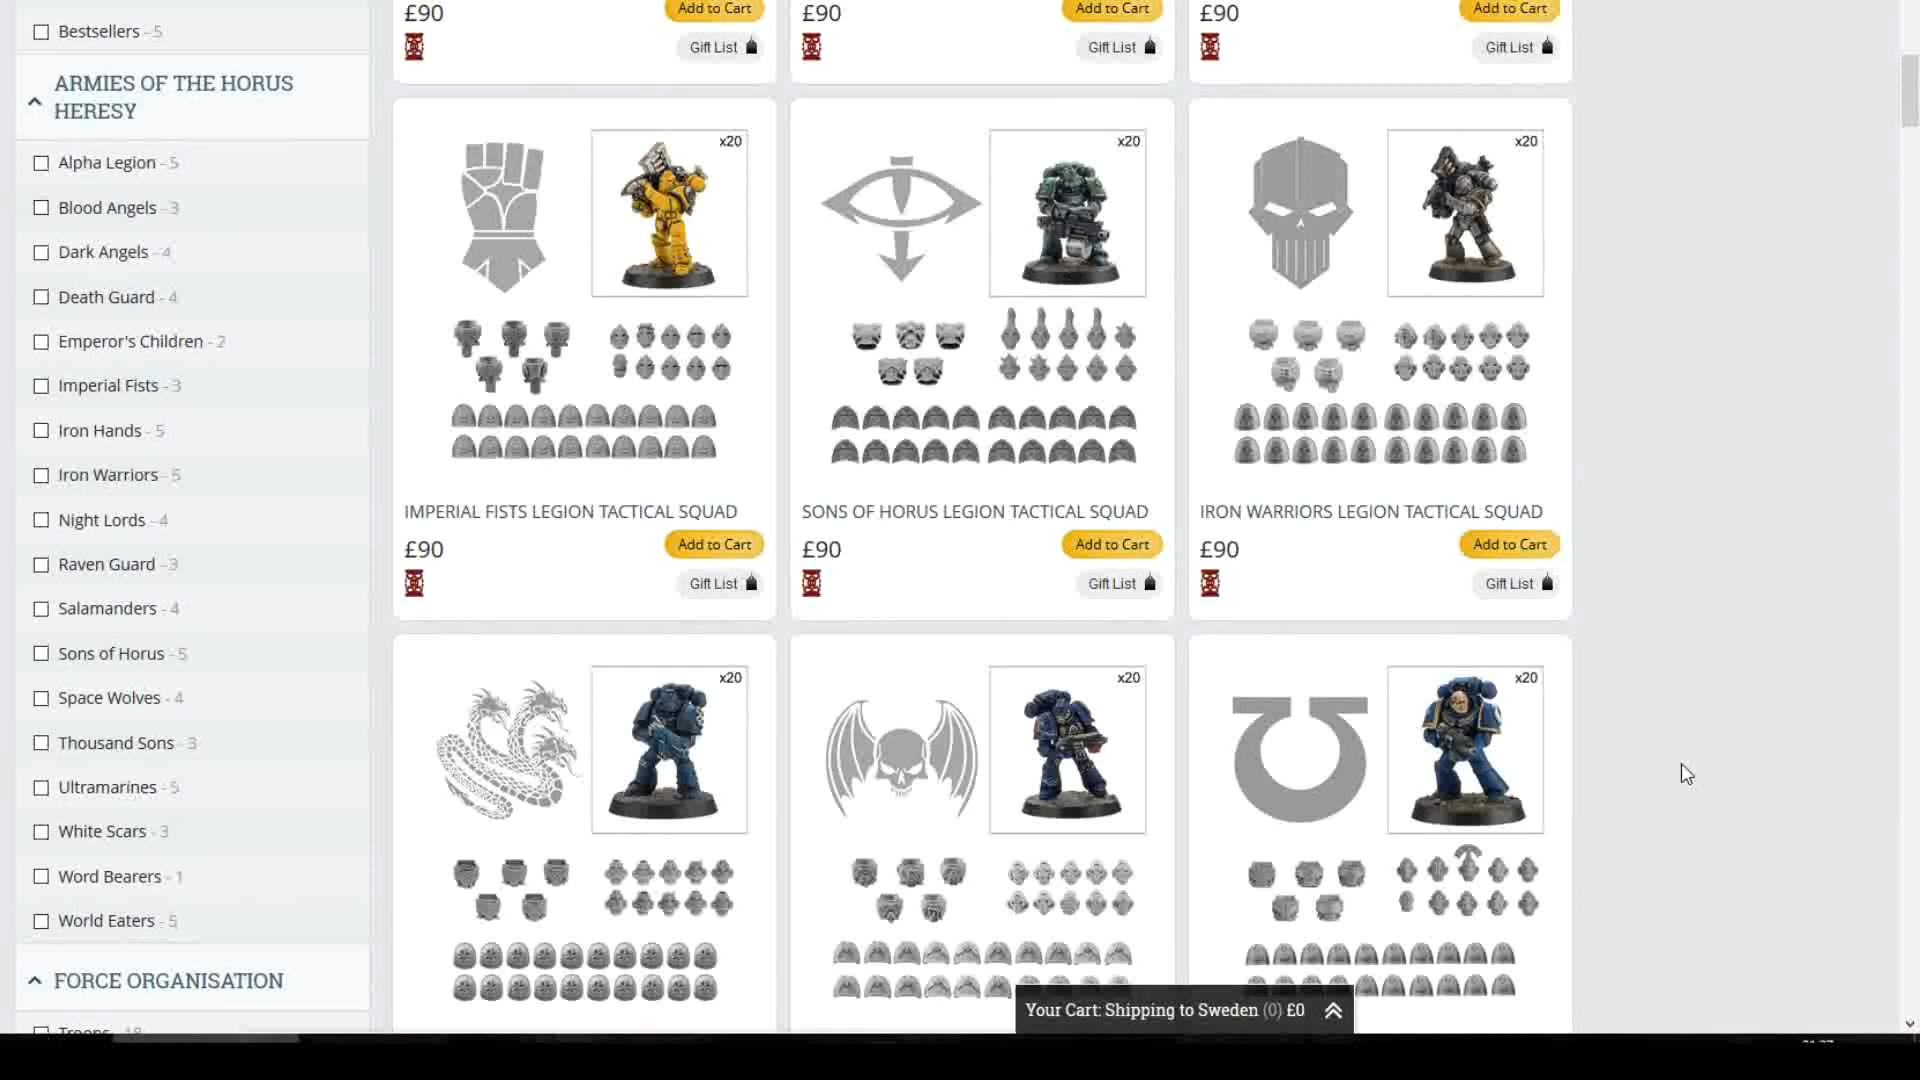 £90
Add to Cart
Gift List
£90
Add to Cart
Gift List
£90
Add to Cart
Gift List
Bestsellers - 5
ARMIES OF THE HORUS
HERESY
Alpha Legion - 5
Blood Angels - 3
Dark Angels - 4
Death Guard - 4
Emperor's Children - 2
Imperial Fists - 3
Iron Hands - 5
Iron Warriors - 5
Night Lords - 4
Raven Guard - 3
Salamanders - 4
Sons of Horus - 5
Space Wolves - 4
Thousand Sons - 3
Ultramarines - 5
White Scars - 3
Word Bearers - 1
World Eaters - 5
FORCE ORGANISATION
Troops - 18
x20
IMPERIAL FISTS LEGION TACTICAL SQUAD
£90
Add to Cart
Gift List
x20
SONS OF HORUS LEGION TACTICAL SQUAD
£90
Add to Cart
Gift List
x20
IRON WARRIORS LEGION TACTICAL SQUAD
£90
Add to Cart
Gift List
x20
x20
x20
Your Cart: Shipping to Sweden (0) £0